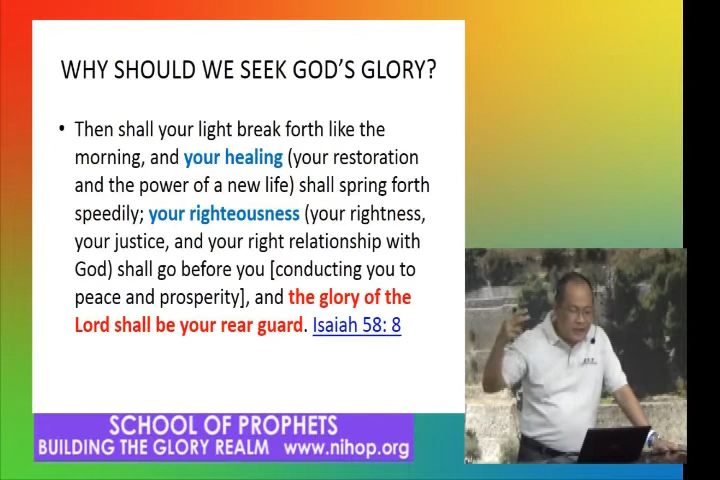 WHY SHOULD WE SEEK GOD'S GLORY?
• Then shall your light break forth like the
morning, and your healing (your restoration
and the power of a new life) shall spring forth
speedily; your righteousness (your rightness,
your justice, and your right relationship with
God) shall go before you [conducting you to
peace and prosperity], and the glory of the
Lord shall be your rear guard. Isaiah 58: 8
SCHOOL OF PROPHETS
BUILDING THE GLORY REALM www.nihop.org